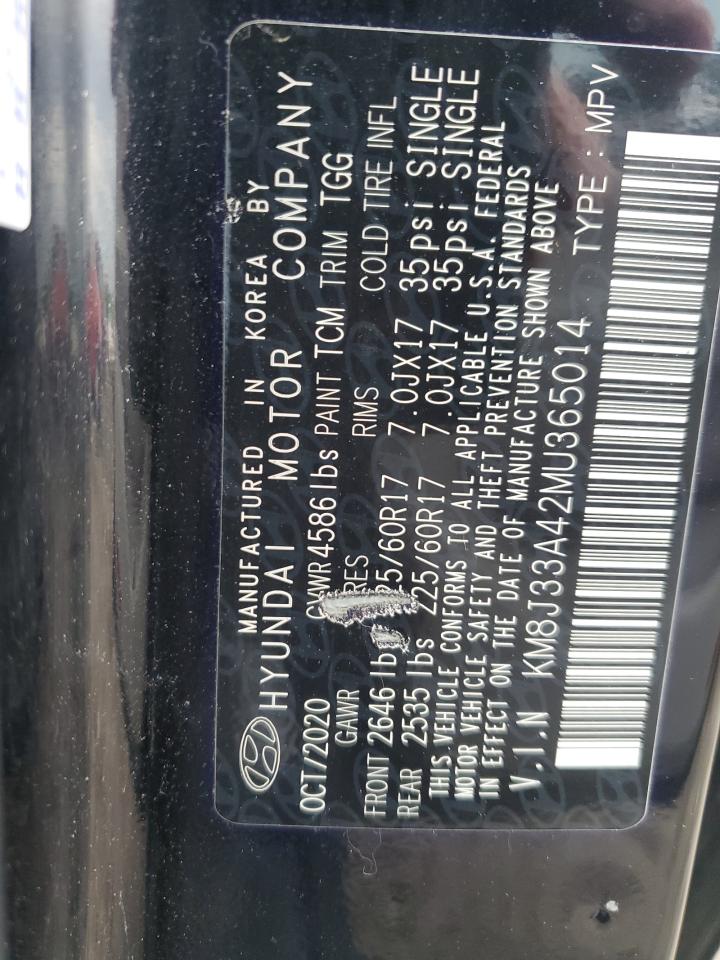 MANUFACTURED IN KOREA BY
HYUNDAI MOTOR COMPANY
OCT/2020 GVWR4586lbs PAINT TCM TRIM TGG
GAWR RIMS COLD TIRE INFL
FRONT 2646 lbs 7.0JX17 35psi SINGLE
REAR 2535 lbs 225/60R17 7.0JX17 35psi SINGLE
THIS VEHICLE CONFORMS TO ALL APPLICABLE U.S.A. FEDERAL
MOTOR VEHICLE SAFETY AND THEFT PREVENTION STANDARDS
IN EFFECT ON THE DATE OF MANUFACTURE SHOWN ABOVE
V.I.N KM8J33A42MU365014 TYPE : MPV